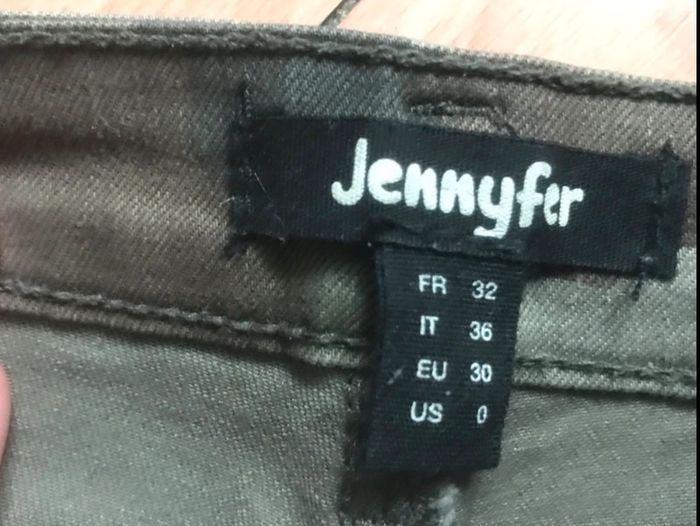 Jennyfer
FR 32
IT 36
EU 30
US 0